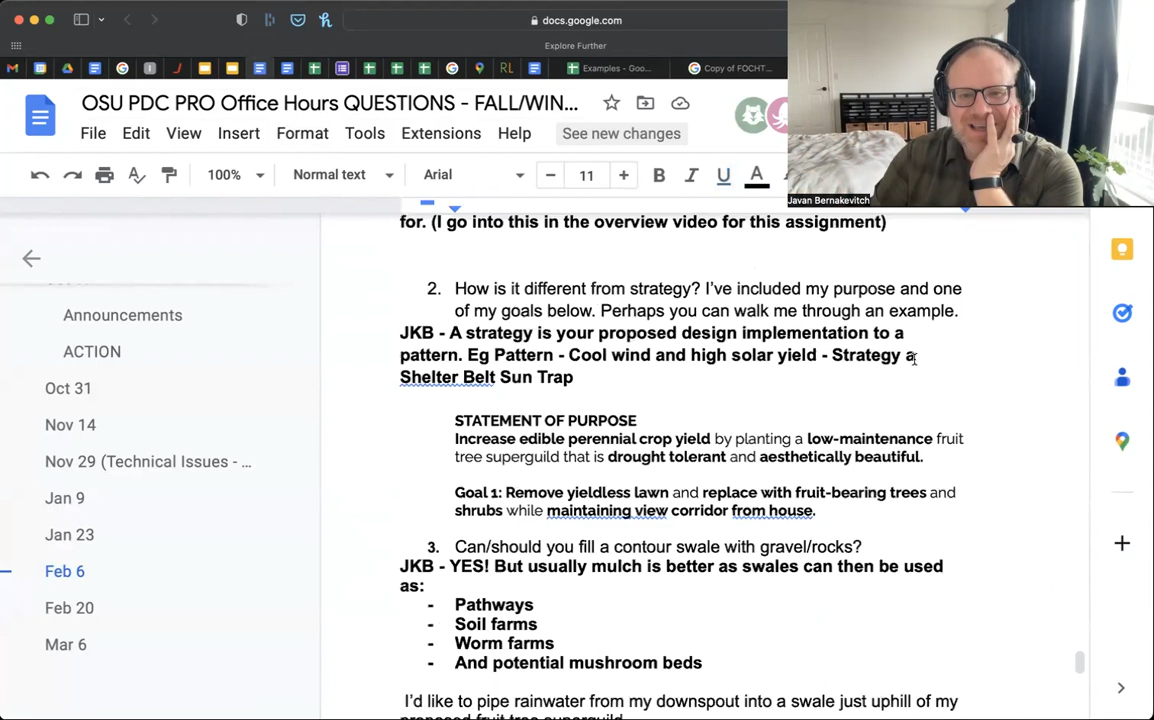 docs.google.com
Explore Further
Examples - Goo...
Copy of FOCHT...
RL
OSU PDC PRO Office Hours QUESTIONS - FALL/WIN...
File Edit View Insert Format Tools Extensions Help See new changes
100% Normal text Arial 11 B I U A
Javan Bernakevitch
Announcements
ACTION
Oct 31
Nov 14
Nov 29 (Technical Issues - ...
Jan 9
Jan 23
Feb 6
Feb 20
Mar 6
for. (I go into this in the overview video for this assignment)
2. How is it different from strategy? I've included my purpose and one
of my goals below. Perhaps you can walk me through an example.
JKB - A strategy is your proposed design implementation to a
pattern. Eg Pattern - Cool wind and high solar yield - Strategy a
Shelter Belt Sun Trap
STATEMENT OF PURPOSE
Increase edible perennial crop yield by planting a low-maintenance fruit
tree superguild that is drought tolerant and aesthetically beautiful.
Goal 1: Remove yieldless lawn and replace with fruit-bearing trees and
shrubs while maintaining view corridor from house.
3. Can/should you fill a contour swale with gravel/rocks?
JKB - YES! But usually mulch is better as swales can then be used
as:
- Pathways
- Soil farms
- Worm farms
- And potential mushroom beds
I'd like to pipe rainwater from my downspout into a swale just uphill of my
proposed fruit tree superguild